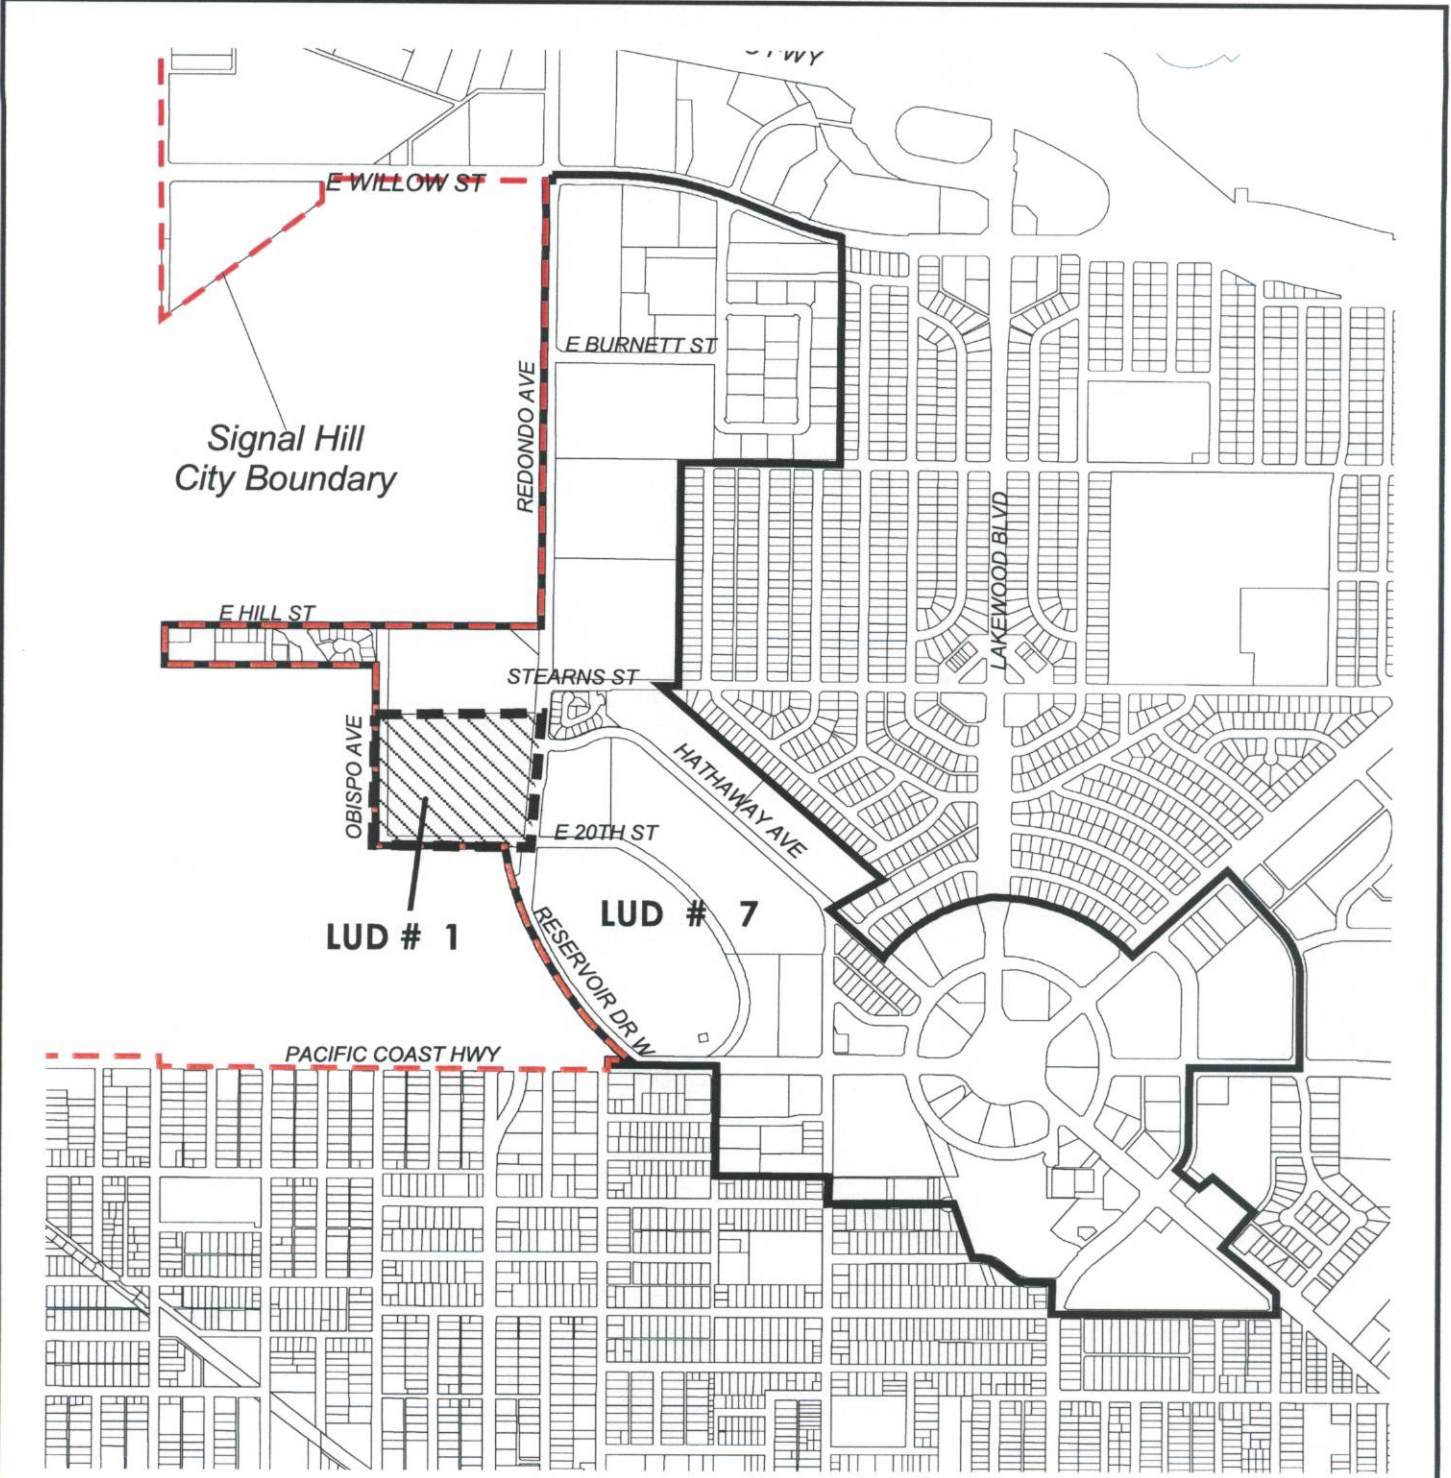 E WILLOW ST
E BURNETT ST
REDONDO AVE
Signal Hill
City Boundary
LAKEWOOD BLVD
E HILL ST
STEARNS ST
OBISPO AVE
HATHAWAY AVE
E 20TH ST
LUD # 7
LUD # 1
RESERVOIR DR W
PACIFIC COAST HWY